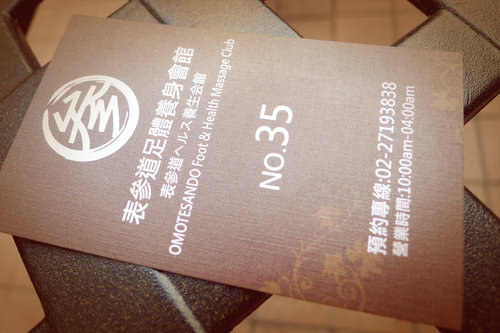 参
表參道足體養身會館
表參道ヘルス養生会館
OMOTESANDO Foot & Health Massage Club
No.35
預約專線:02-27193838
營業時間:10:00am-04:00am